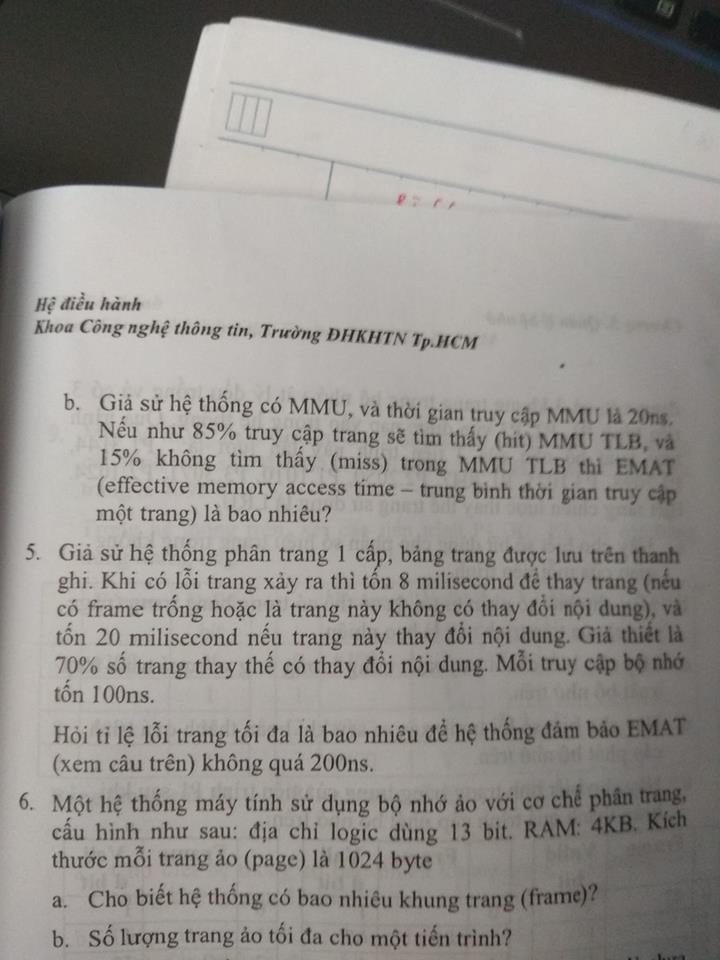 Hệ điều hành
Khoa Công nghệ thông tin, Trường ĐHKHTN Tp.HCM
b. Giả sử hệ thống có MMU, và thời gian truy cập MMU là 20ns.
Nếu như 85% truy cập trang sẽ tìm thấy (hit) MMU TLB, và
15% không tìm thấy (miss) trong MMU TLB thì EMAT
(effective memory access time – trung bình thời gian truy cập
một trang) là bao nhiêu?
5. Giả sử hệ thống phân trang 1 cấp, bảng trang được lưu trên thanh
ghi. Khi có lỗi trang xảy ra thì tốn 8 milisecond để thay trang (nếu
có frame trống hoặc là trang này không có thay đổi nội dung), và
tốn 20 milisecond nếu trang này thay đổi nội dung. Giả thiết là
70% số trang thay thế có thay đổi nội dung. Mỗi truy cập bộ nhớ
tốn 100ns.
Hỏi tỉ lệ lỗi trang tối đa là bao nhiêu để hệ thống đảm bảo EMAT
(xem câu trên) không quá 200ns.
6. Một hệ thống máy tính sử dụng bộ nhớ ảo với cơ chế phân trang,
cấu hình như sau: địa chỉ logic dùng 13 bit. RAM: 4KB. Kích
thước mỗi trang ảo (page) là 1024 byte
a. Cho biết hệ thống có bao nhiêu khung trang (frame)?
b. Số lượng trang ảo tối đa cho một tiến trình?